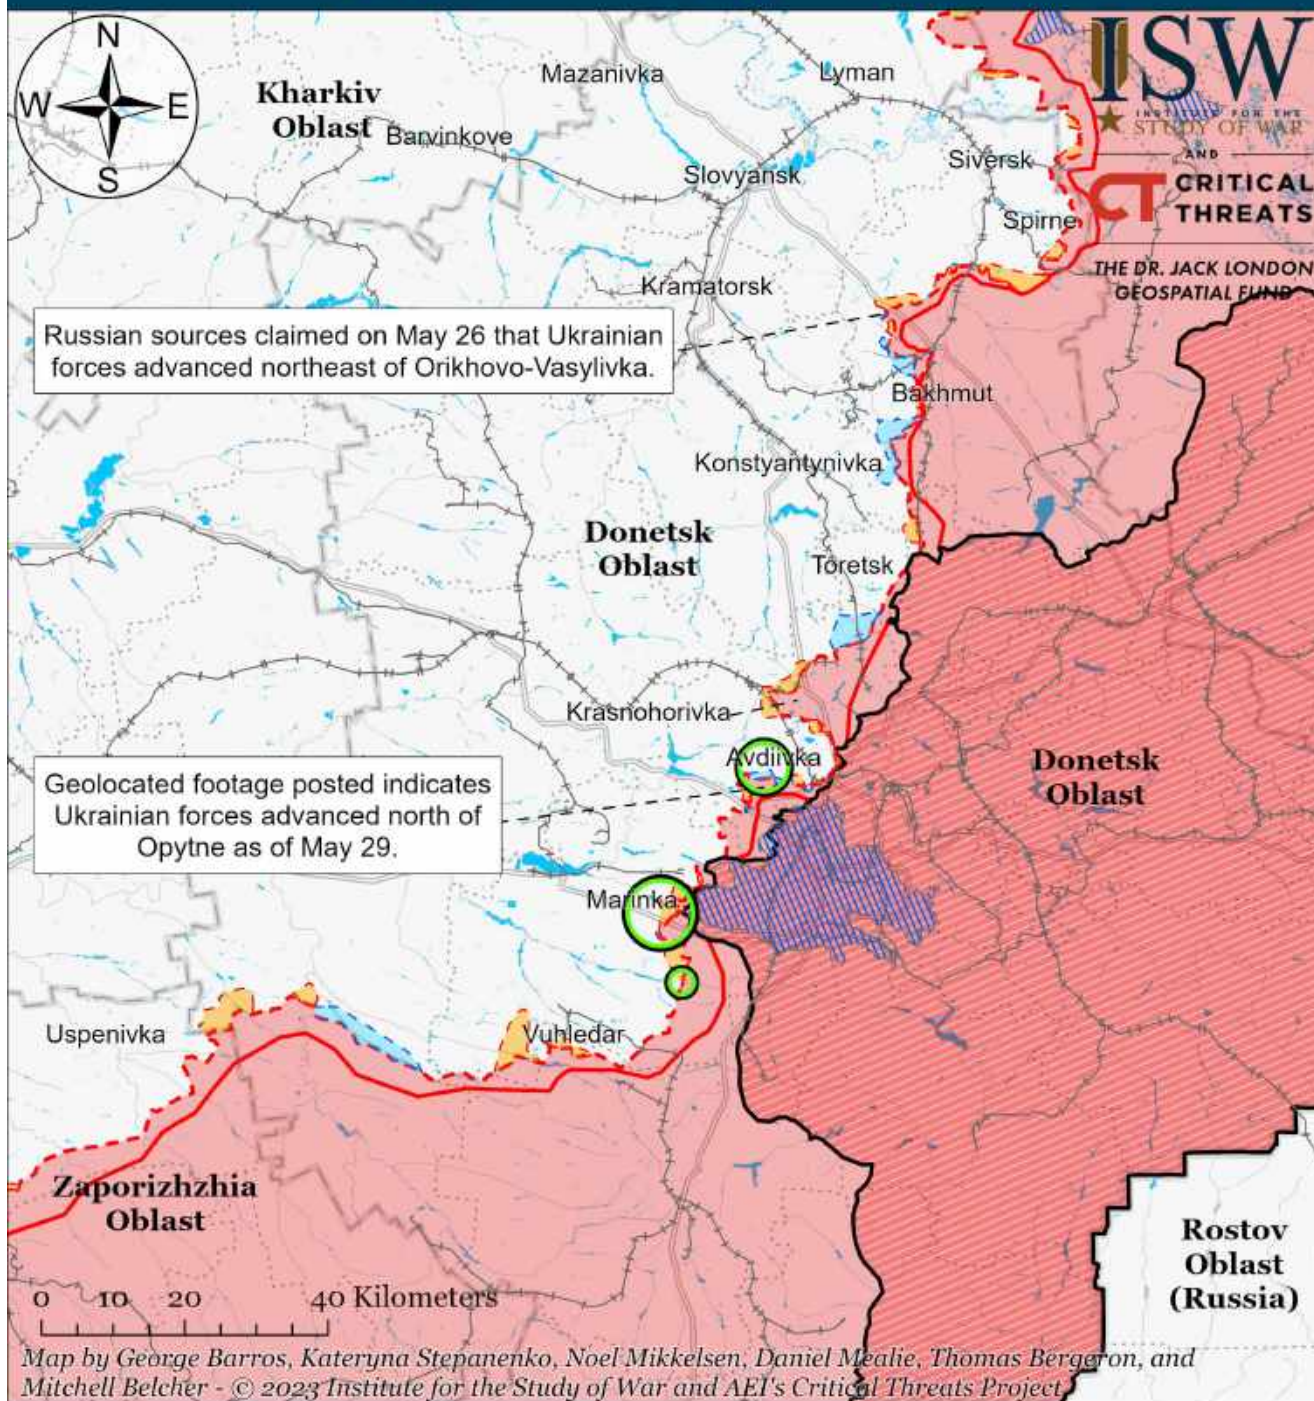 N
W
E
S
ISW
INSTITUTE FOR THE
STUDY OF WAR
AND
CT CRITICAL
THREATS
THE DR. JACK LONDON
GEOSPATIAL FUND
Kharkiv
Oblast
Mazanivka
Lyman
Barvinkove
Slovyansk
Siversk
Spirne
Kramatorsk
Russian sources claimed on May 26 that Ukrainian
forces advanced northeast of Orikhovo-Vasylivka.
Bakhmut
Konstyantynivka
Donetsk
Oblast
Toretsk
Krasnohorivka
Avdiivka
Donetsk
Oblast
Geolocated footage posted indicates
Ukrainian forces advanced north of
Opytne as of May 29.
Marinka
Uspenivka
Vuhledar
Zaporizhzhia
Oblast
Rostov
Oblast
(Russia)
0 10 20 40 Kilometers
Map by George Barros, Kateryna Stepanenko, Noel Mikkelsen, Daniel Mealie, Thomas Bergeron, and
Mitchell Belcher - © 2023 Institute for the Study of War and AEI's Critical Threats Project